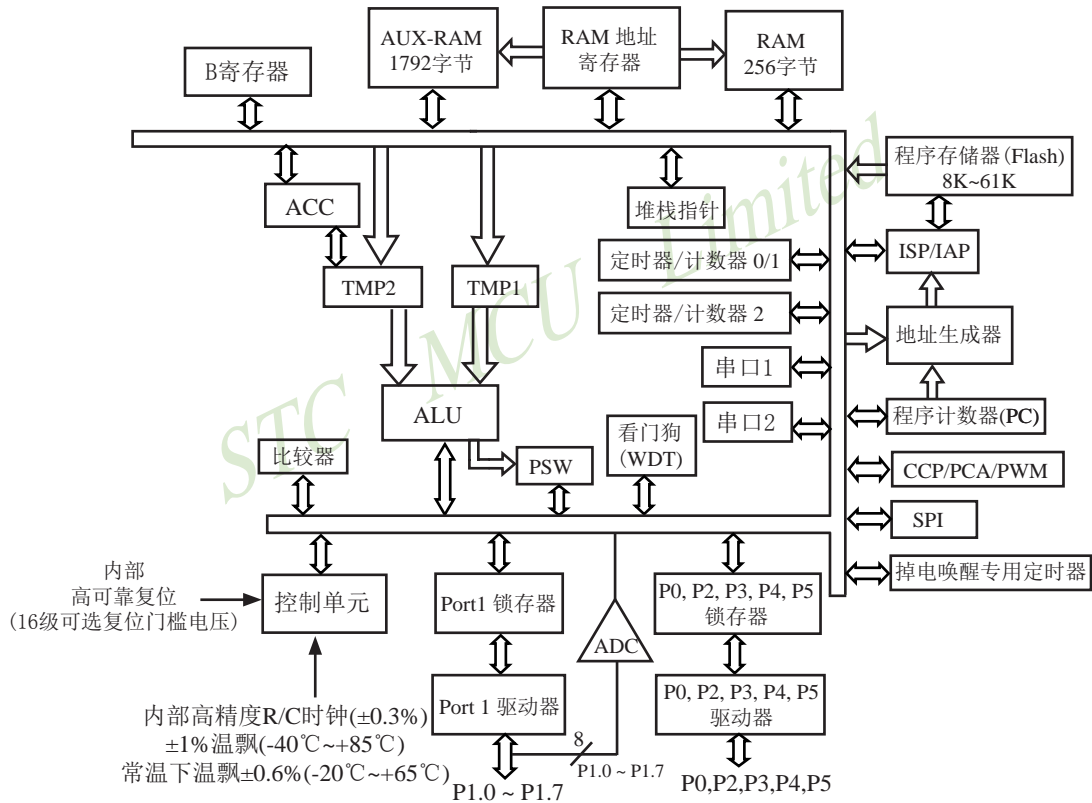 AUX-RAM
1792字节
RAM 地址
寄存器
RAM
256字节
B寄存器
程序存储器(Flash)
8K~61K
ACC
堆栈指针
ISP/IAP
定时器/计数器 0/1
TMP2
TMP1
定时器/计数器 2
地址生成器
串口1
ALU
串口2
程序计数器(PC)
看门狗
(WDT)
比较器
PSW
CCP/PCA/PWM
SPI
掉电唤醒专用定时器
内部
高可靠复位
(16级可选复位门槛电压)
控制单元
Port1 锁存器
P0, P2, P3, P4, P5
锁存器
ADC
Port 1 驱动器
P0, P2, P3, P4, P5
驱动器
内部高精度R/C时钟(±0.3%)
±1%温飘(-40℃~+85℃)
常温下温飘±0.6%(-20℃~+65℃)
8
P1.0 ~ P1.7
P1.0 ~ P1.7
P0,P2,P3,P4,P5
STC MCU Limited